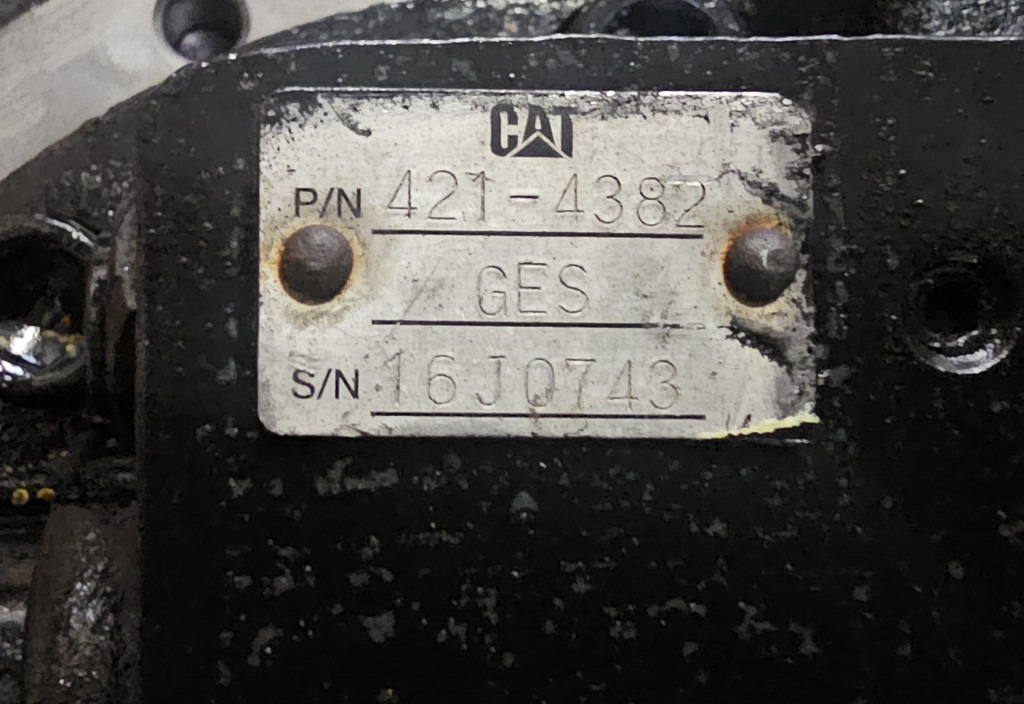 CAT
P/N 421-4382
GES
S/N 16J0743